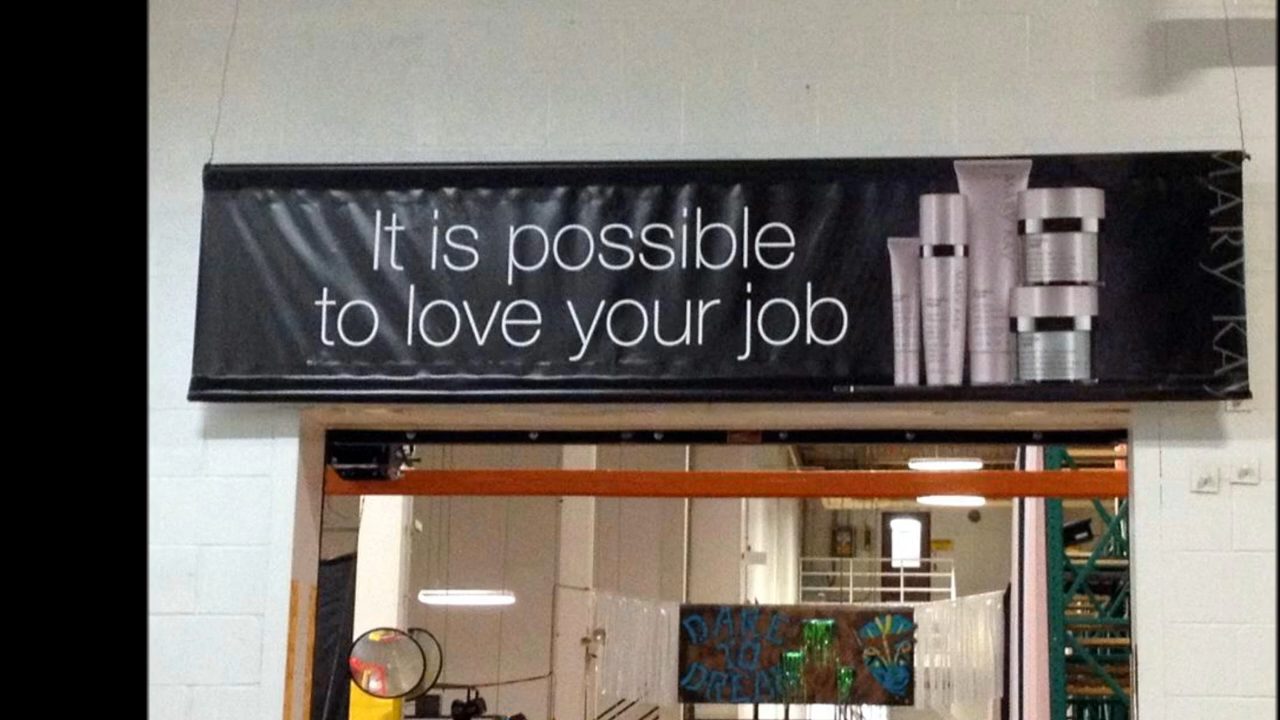 It is possible
to love your job
MARY KAY
DARE
TO
DREAM